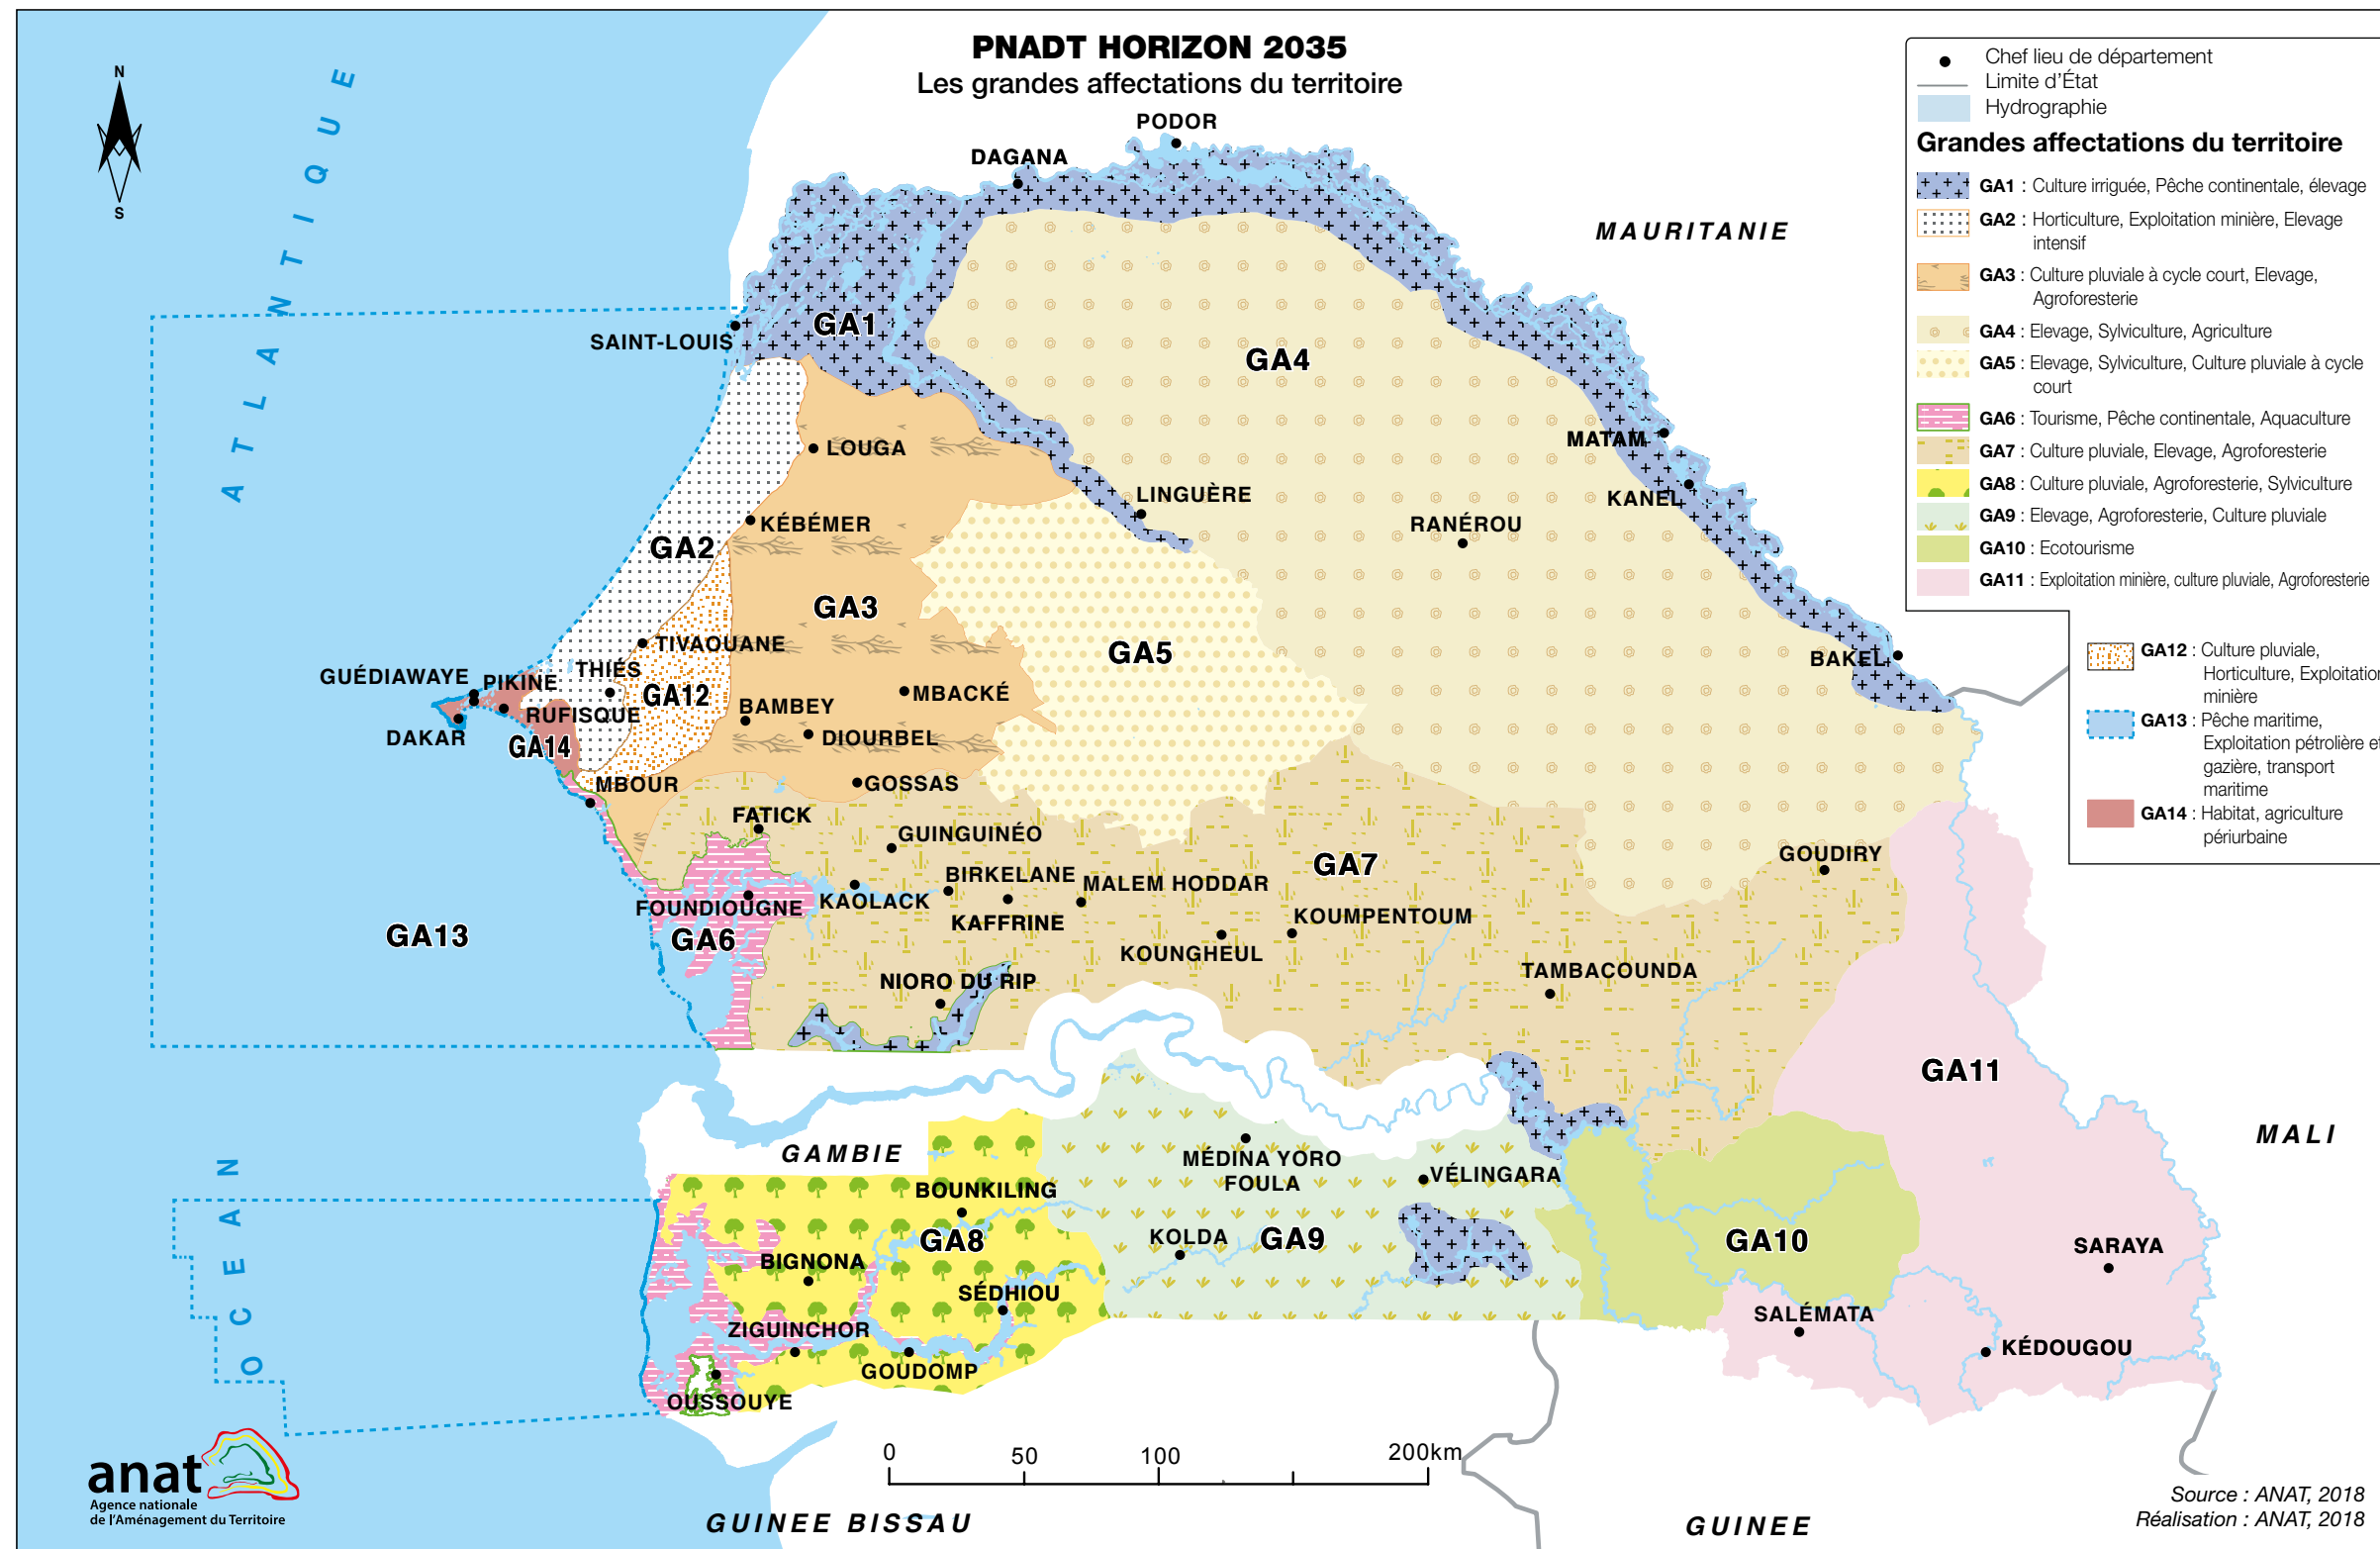 PNADT HORIZON 2035
Les grandes affectations du territoire
N
S
ATLANTIQUE
OCEAN
Chef lieu de département
Limite d'État
Hydrographie
Grandes affectations du territoire
GA1 : Culture irriguée, Pêche continentale, élevage
GA2 : Horticulture, Exploitation minière, Elevage
intensif
GA3 : Culture pluviale à cycle court, Elevage,
Agroforesterie
GA4 : Elevage, Sylviculture, Agriculture
GA5 : Elevage, Sylviculture, Culture pluviale à cycle
court
GA6 : Tourisme, Pêche continentale, Aquaculture
GA7 : Culture pluviale, Elevage, Agroforesterie
GA8 : Culture pluviale, Agroforesterie, Sylviculture
GA9 : Elevage, Agroforesterie, Culture pluviale
GA10 : Ecotourisme
GA11 : Exploitation minière, culture pluviale, Agroforesterie
GA12 : Culture pluviale,
Horticulture, Exploitation
minière
GA13 : Pêche maritime,
Exploitation pétrolière et
gazière, transport
maritime
GA14 : Habitat, agriculture
périurbaine
PODOR
DAGANA
MAURITANIE
SAINT-LOUIS
GA1
GA4
LOUGA
MATAM
LINGUÈRE
KANEL
KÉBÉMER
RANÉROU
GA2
GA3
TIVAOUANE
GA5
BAKEL
THIÉS
GUÉDIAWAYE
PIKINE
GA12
MBACKÉ
BAMBEY
RUFISQUE
DAKAR
GA14
DIOURBEL
MBOUR
GOSSAS
FATICK
GUINGUINÉO
GOUDIRY
GA7
BIRKELANE
MALEM HODDAR
FOUNDIOUGNE
KAOLACK
KAFFRINE
KOUMPENTOUM
GA13
GA6
KOUNGHEUL
TAMBACOUNDA
NIORO DU RIP
GA11
MALI
GAMBIE
MÉDINA YORO
FOULA
VÉLINGARA
BOUNKILING
GA8
KOLDA
GA9
GA10
SARAYA
BIGNONA
SÉDHIOU
SALÉMATA
ZIGUINCHOR
KÉDOUGOU
GOUDOMP
OUSSOUYE
0 50 100 200km
anat
Agence nationale
de l'Aménagement du Territoire
GUINEE BISSAU
GUINEE
Source : ANAT, 2018
Réalisation : ANAT, 2018